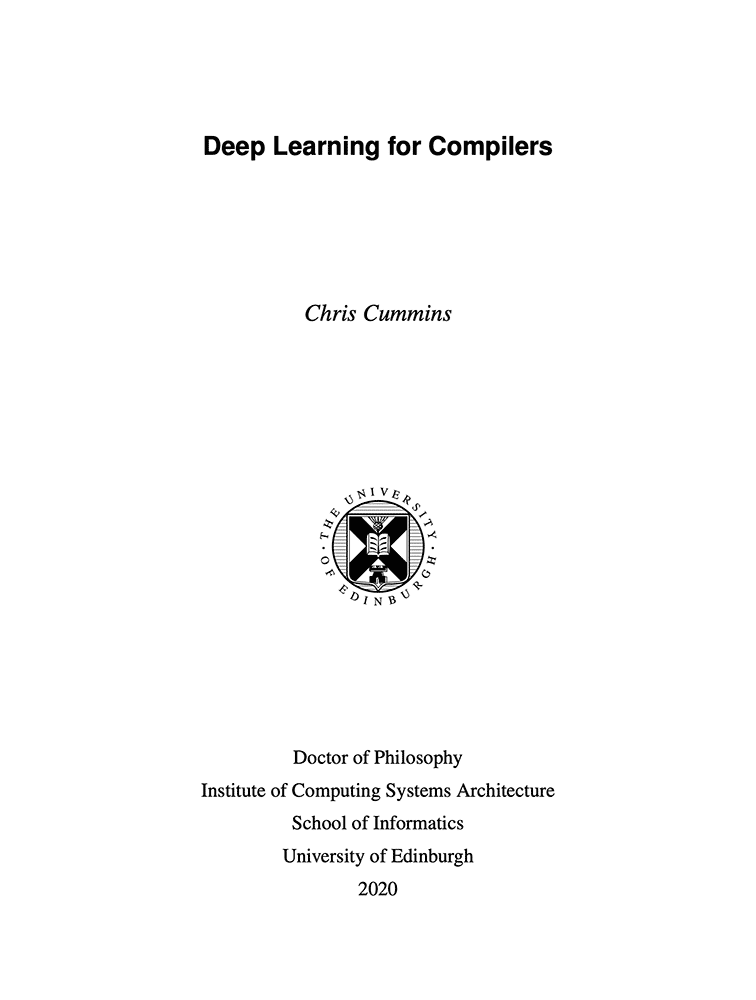 Deep Learning for Compilers
Chris Cummins
THE UNIVERSITY
OF EDINBURGH
Doctor of Philosophy
Institute of Computing Systems Architecture
School of Informatics
University of Edinburgh
2020